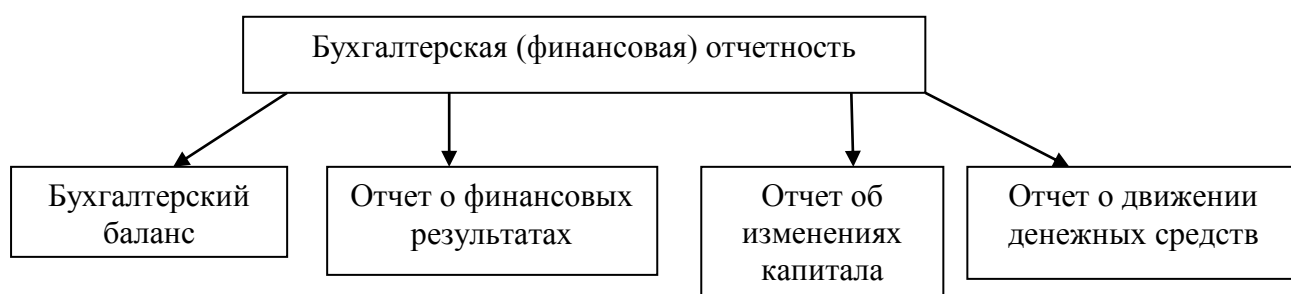 Бухгалтерская (финансовая) отчетность
Бухгалтерский
баланс
Отчет о финансовых
результатах
Отчет об
изменениях
капитала
Отчет о движении
денежных средств